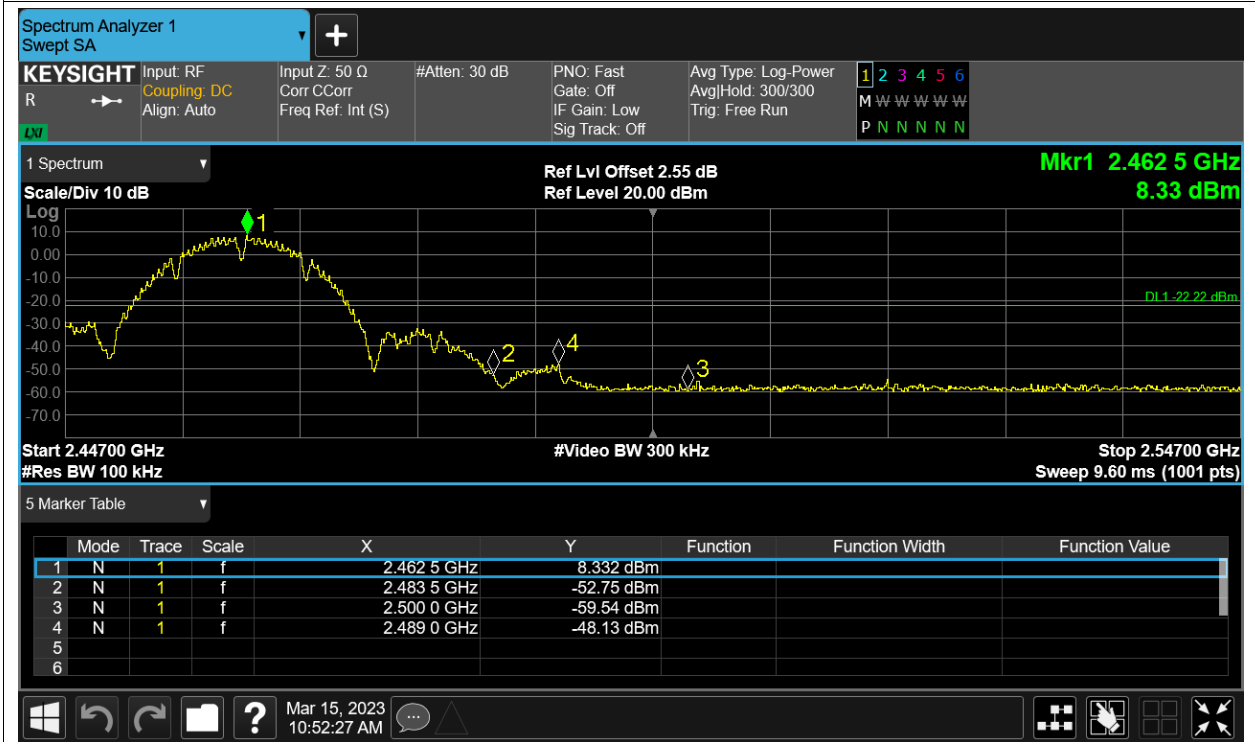 Spectrum Analyzer 1
Swept SA
+
KEYSIGHT Input: RF Input Z: 50 Ω #Atten: 30 dB PNO: Fast Avg Type: Log-Power 1 2 3 4 5 6
R Coupling: DC Corr CCorr Gate: Off Avg|Hold: 300/300 M W W W W W
Align: Auto Freq Ref: Int (S) IF Gain: Low Trig: Free Run
LXI Sig Track: Off P N N N N N
1 Spectrum Ref Lvl Offset 2.55 dB Mkr1 2.462 5 GHz
Scale/Div 10 dB Ref Level 20.00 dBm 8.33 dBm
Log
1
10.0
0.00
-10.0
-20.0 DL1 -22.22 dBm
-30.0
-40.0 2 4
-50.0 3
-60.0
-70.0
Start 2.44700 GHz #Video BW 300 kHz Stop 2.54700 GHz
#Res BW 100 kHz Sweep 9.60 ms (1001 pts)
5 Marker Table
Mode Trace Scale X Y Function Function Width Function Value
1 N 1 f 2.462 5 GHz 8.332 dBm
2 N 1 f 2.483 5 GHz -52.75 dBm
3 N 1 f 2.500 0 GHz -59.54 dBm
4 N 1 f 2.489 0 GHz -48.13 dBm
5
6
? Mar 15, 2023
10:52:27 AM